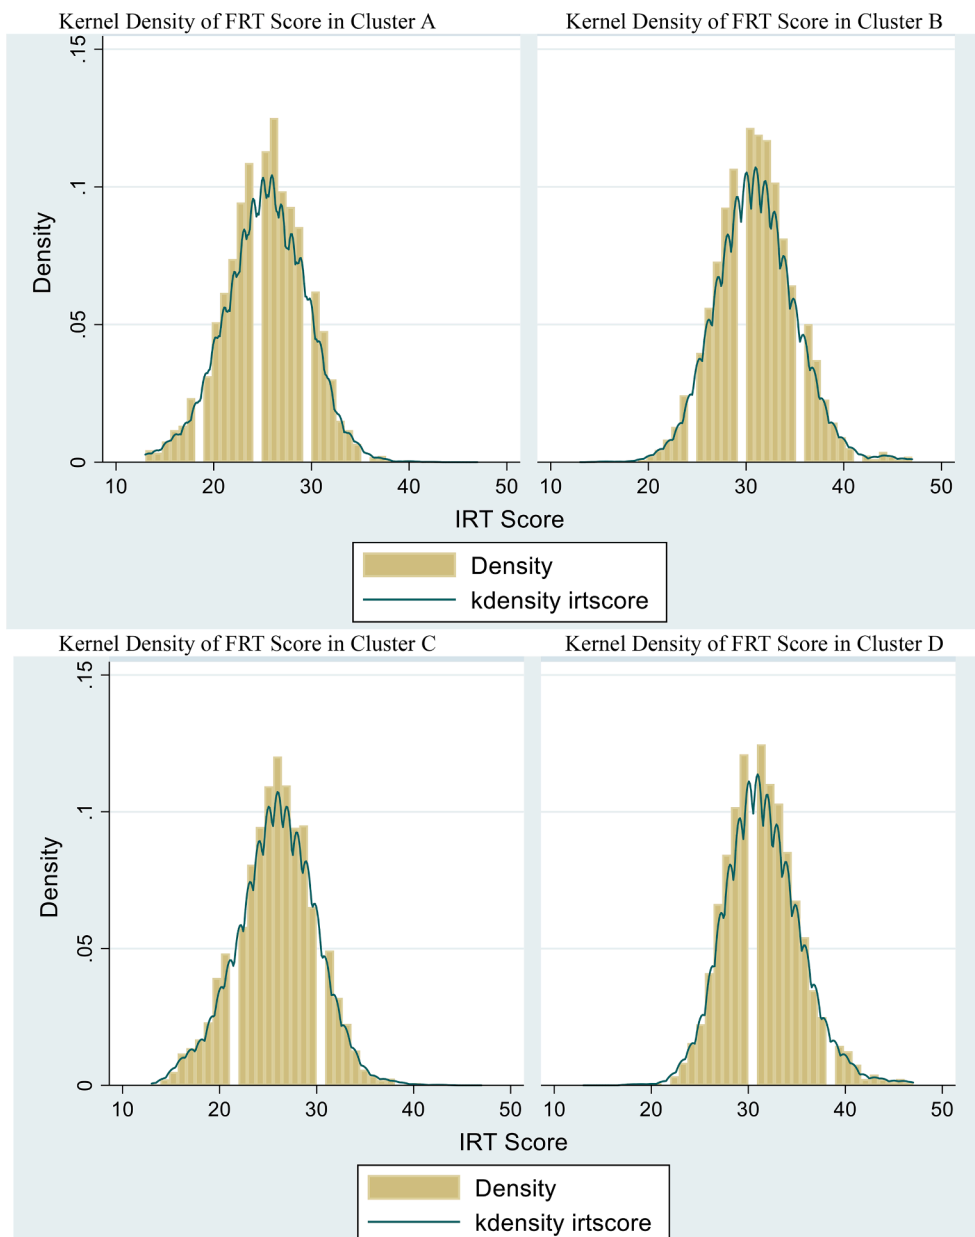 Kernel Density of FRT Score in Cluster A
Kernel Density of FRT Score in Cluster B
Density
.15
.1
.05
0
10 20 30 40 50
10 20 30 40 50
IRT Score
Density
kdensity irtscore
Kernel Density of FRT Score in Cluster C
Kernel Density of FRT Score in Cluster D
Density
.15
.1
.05
0
10 20 30 40 50
10 20 30 40 50
IRT Score
Density
kdensity irtscore